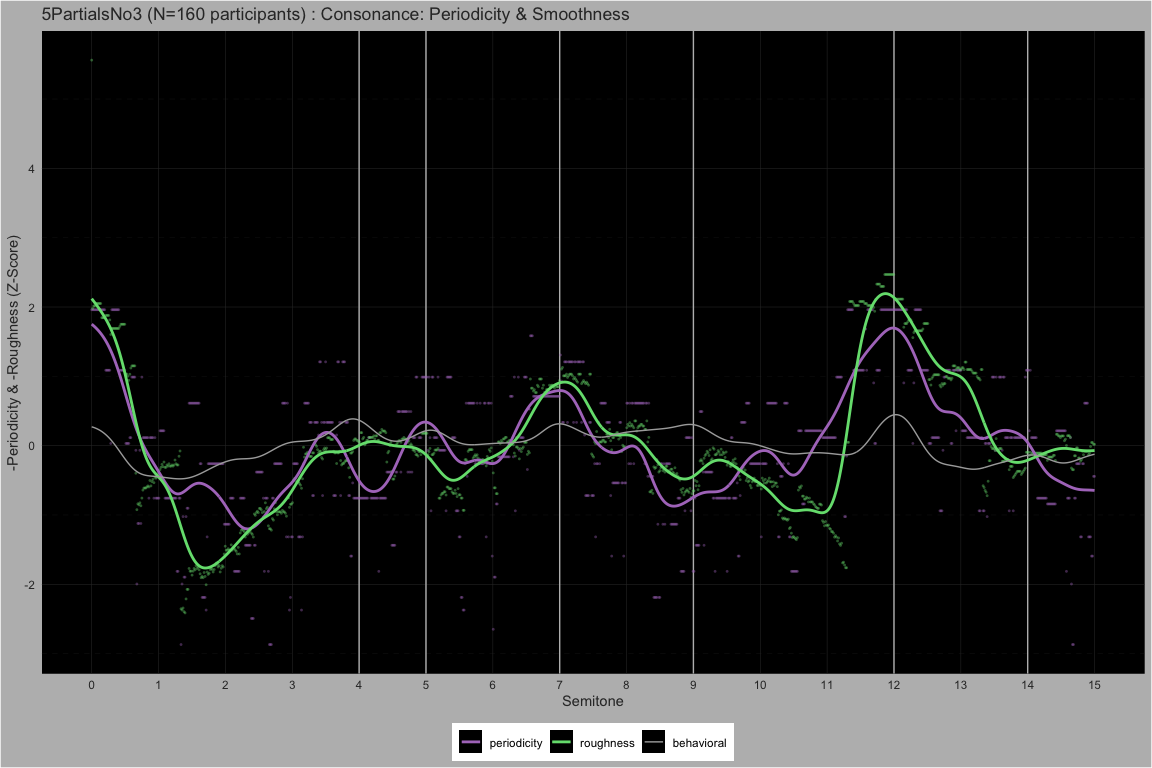 5PartialsNo3 (N=160 participants) : Consonance: Periodicity & Smoothness
-Periodicity & -Roughness (Z-Score)
4
2
0
-2
0 1 2 3 4 5 6 7 8 9 10 11 12 13 14 15
Semitone
periodicity roughness behavioral